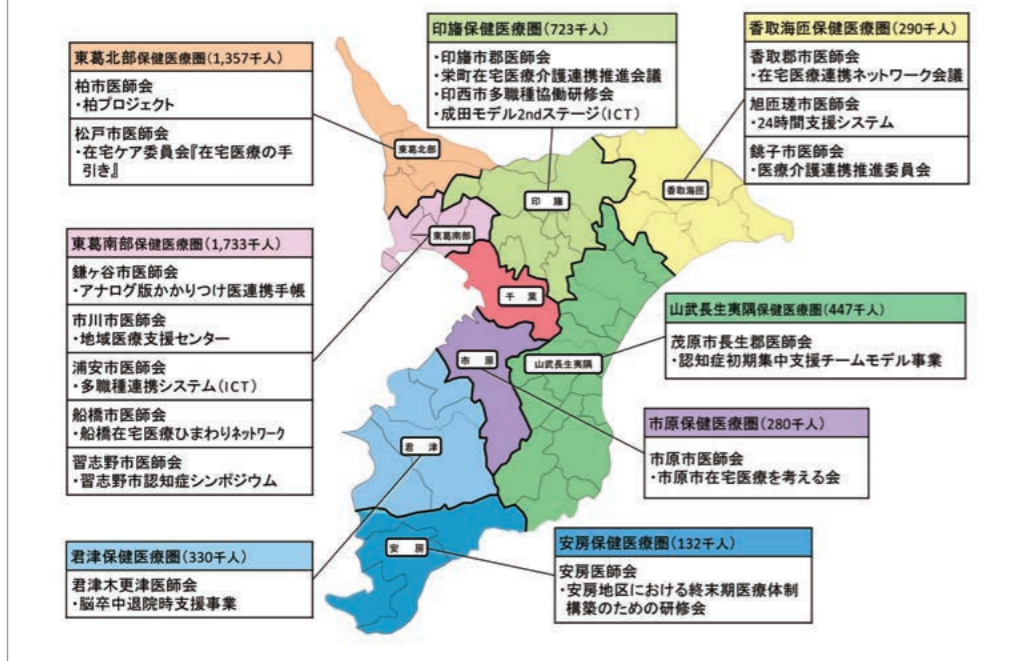 東葛北部保健医療圏(1,357千人)
柏市医師会
・柏プロジェクト
松戸市医師会
・在宅ケア委員会『在宅医療の手
引き』
東葛南部保健医療圏(1,733千人)
鎌ヶ谷市医師会
・アナログ版かかりつけ医連携手帳
市川市医師会
・地域医療支援センター
浦安市医師会
・多職種連携システム(ICT)
船橋市医師会
・船橋在宅医療ひまわりネットワーク
習志野市医師会
・習志野市認知症シンポジウム
君津保健医療圏(330千人)
君津木更津医師会
・脳卒中退院時支援事業
印旛保健医療圏(723千人)
・印旛市郡医師会
・栄町在宅医療介護連携推進会議
・印西市多職種協働研修会
・成田モデル2ndステージ(ICT)
香取海匝保健医療圏(290千人)
香取郡市医師会
・在宅医療連携ネットワーク会議
旭匝瑳市医師会
・24時間支援システム
銚子市医師会
・医療介護連携推進委員会
山武長生夷隅保健医療圏(447千人)
茂原市長生郡医師会
・認知症初期集中支援チームモデル事業
市原保健医療圏(280千人)
市原市医師会
・市原市在宅医療を考える会
安房保健医療圏(132千人)
安房医師会
・安房地区における終末期医療体制
構築のための研修会
東葛北部
印旛
香取海匝
東葛南部
千葉
市原
山武長生夷隅
君津
安房